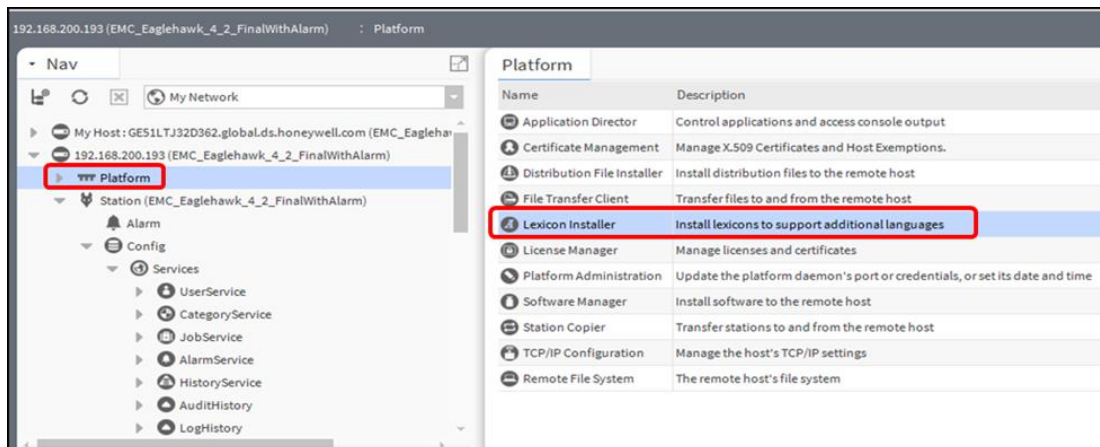 192.168.200.193 (EMC_Eaglehawk_4_2_FinalWithAlarm) : Platform
Nav
My Network
My Host : GE51LTJ32D362.global.ds.honeywell.com (EMC_Eagleha
192.168.200.193 (EMC_Eaglehawk_4_2_FinalWithAlarm)
Platform
Station (EMC_Eaglehawk_4_2_FinalWithAlarm)
Alarm
Config
Services
UserService
CategoryService
JobService
AlarmService
HistoryService
AuditHistory
LogHistory
Platform
Name Description
Application Director Control applications and access console output
Certificate Management Manage X.509 Certificates and Host Exemptions.
Distribution File Installer Install distribution files to the remote host
File Transfer Client Transfer files to and from the remote host
Lexicon Installer Install lexicons to support additional languages
License Manager Manage licenses and certificates
Platform Administration Update the platform daemon's port or credentials, or set its date and time
Software Manager Install software to the remote host
Station Copier Transfer stations to and from the remote host
TCP/IP Configuration Manage the host's TCP/IP settings
Remote File System The remote host's file system